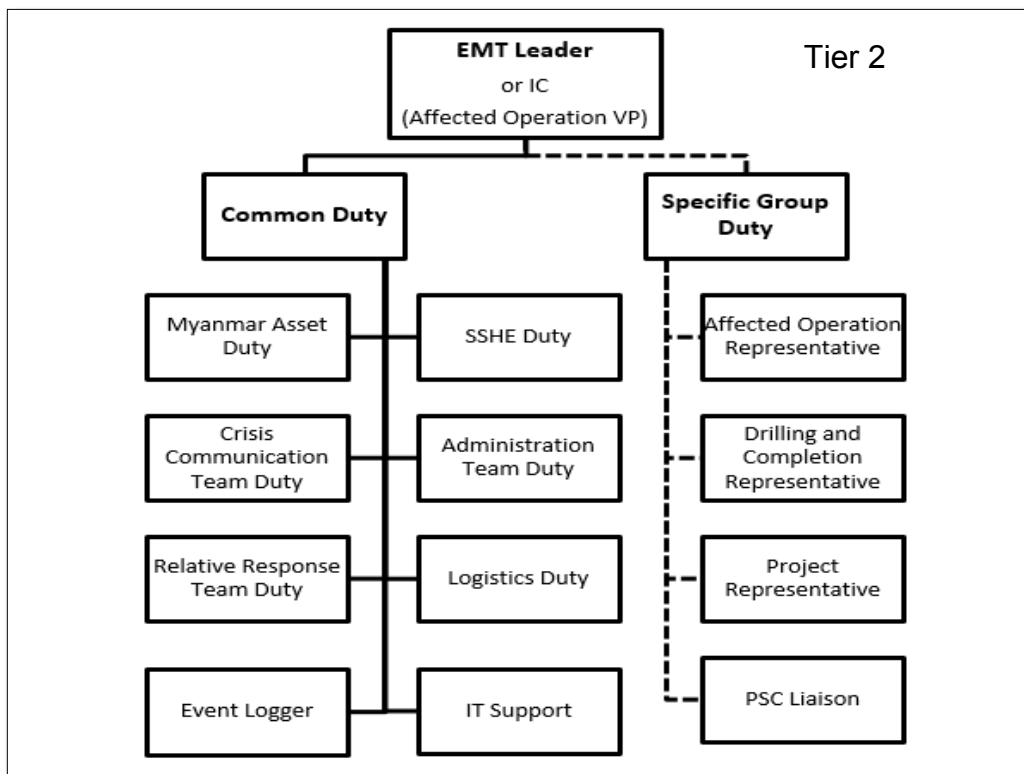 EMT Leader
or IC
(Affected Operation VP)
Tier 2
Common Duty
Specific Group
Duty
Myanmar Asset
Duty
SSHE Duty
Affected Operation
Representative
Crisis
Communication
Team Duty
Administration
Team Duty
Drilling and
Completion
Representative
Relative Response
Team Duty
Logistics Duty
Project
Representative
Event Logger
IT Support
PSC Liaison